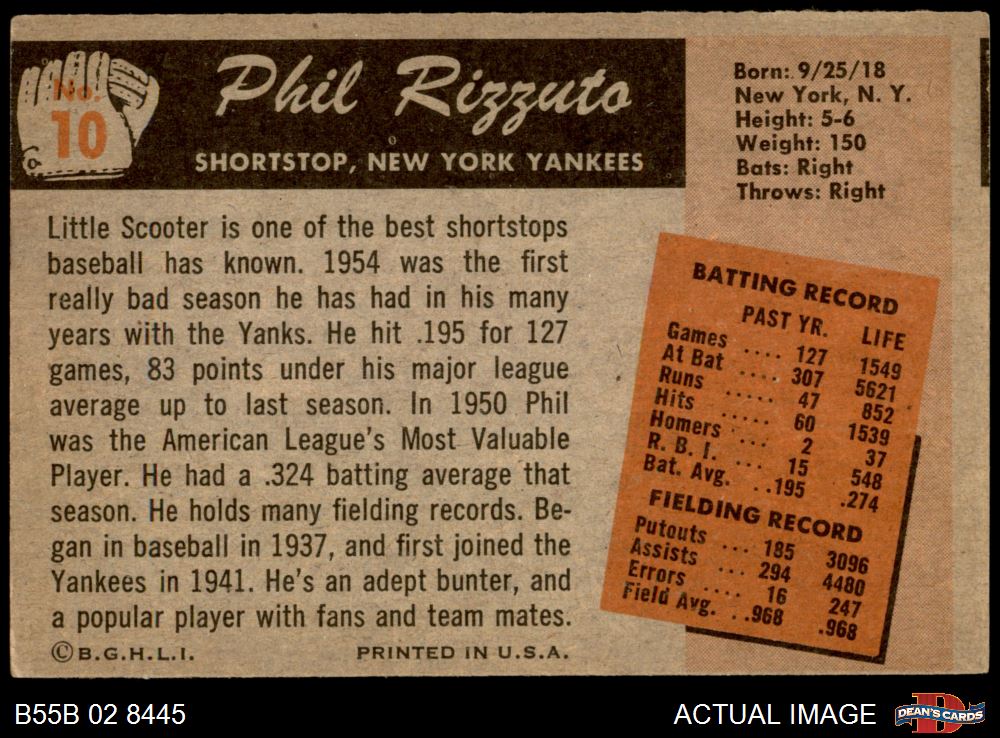 No.
10
Phil Rizzuto
SHORTSTOP, NEW YORK YANKEES
Born: 9/25/18
New York, N. Y.
Height: 5-6
Weight: 150
Bats: Right
Throws: Right
Little Scooter is one of the best shortstops
baseball has known. 1954 was the first
really bad season he has had in his many
years with the Yanks. He hit .195 for 127
games, 83 points under his major league
average up to last season. In 1950 Phil
was the American League's Most Valuable
Player. He had a .324 batting average that
season. He holds many fielding records. Be-
gan in baseball in 1937, and first joined the
Yankees in 1941. He's an adept bunter, and
a popular player with fans and team mates.
©B.G.H.L.I. PRINTED IN U.S.A.
BATTING RECORD
PAST YR. LIFE
Games .... 127 1549
At Bat .... 307 5621
Runs ..... 47 852
Hits ..... 60 1539
Homers .... 2 37
R. B. I. ... 15 548
Bat. Avg. ..195 .274
FIELDING RECORD
Putouts ... 185 3096
Assists ... 294 4480
Errors .... 16 247
Field Avg. ..968 .968
B55B 02 8445
ACTUAL IMAGE
D
DEAN'S CARDS